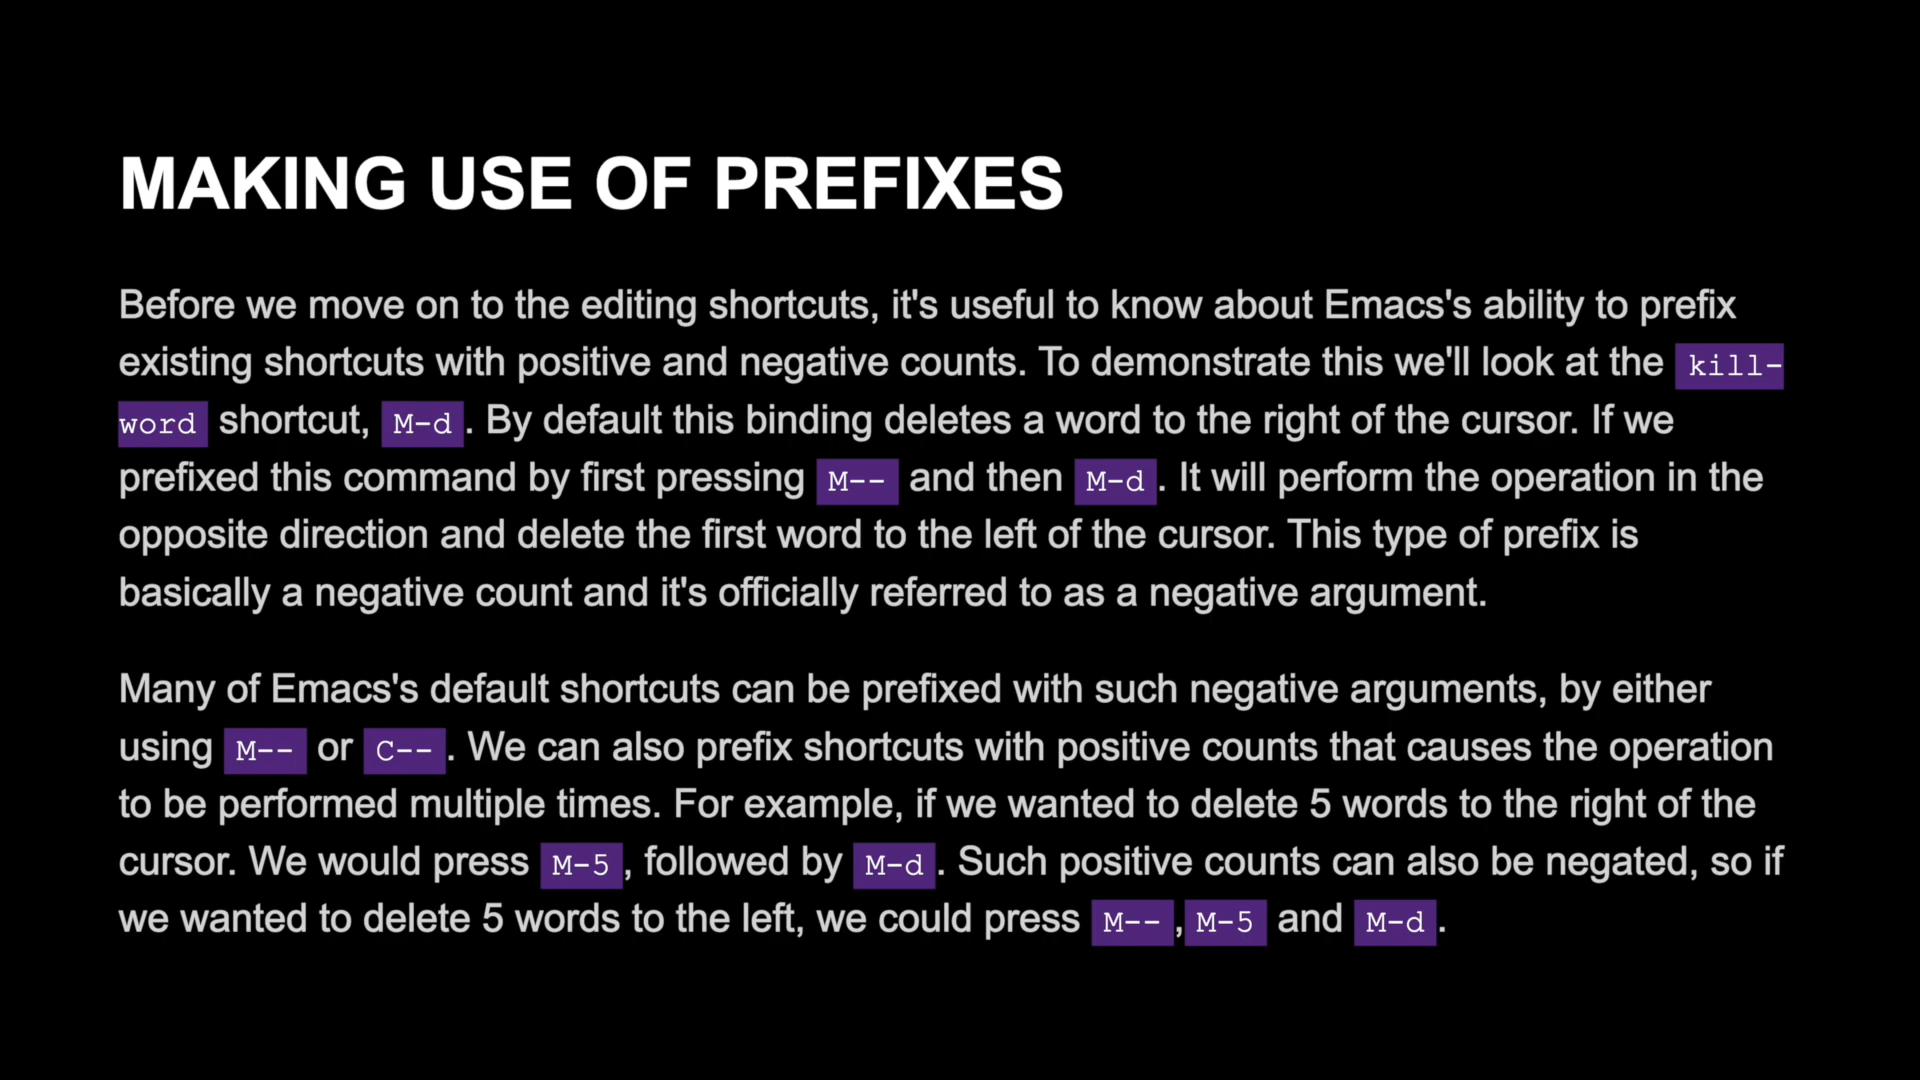 MAKING USE OF PREFIXES
Before we move on to the editing shortcuts, it's useful to know about Emacs's ability to prefix
existing shortcuts with positive and negative counts. To demonstrate this we'll look at the kill-
word shortcut, M-d. By default this binding deletes a word to the right of the cursor. If we
prefixed this command by first pressing M-- and then M-d. It will perform the operation in the
opposite direction and delete the first word to the left of the cursor. This type of prefix is
basically a negative count and it's officially referred to as a negative argument.
Many of Emacs's default shortcuts can be prefixed with such negative arguments, by either
using M-- or C--. We can also prefix shortcuts with positive counts that causes the operation
to be performed multiple times. For example, if we wanted to delete 5 words to the right of the
cursor. We would press M-5, followed by M-d. Such positive counts can also be negated, so if
we wanted to delete 5 words to the left, we could press M--,M-5 and M-d.